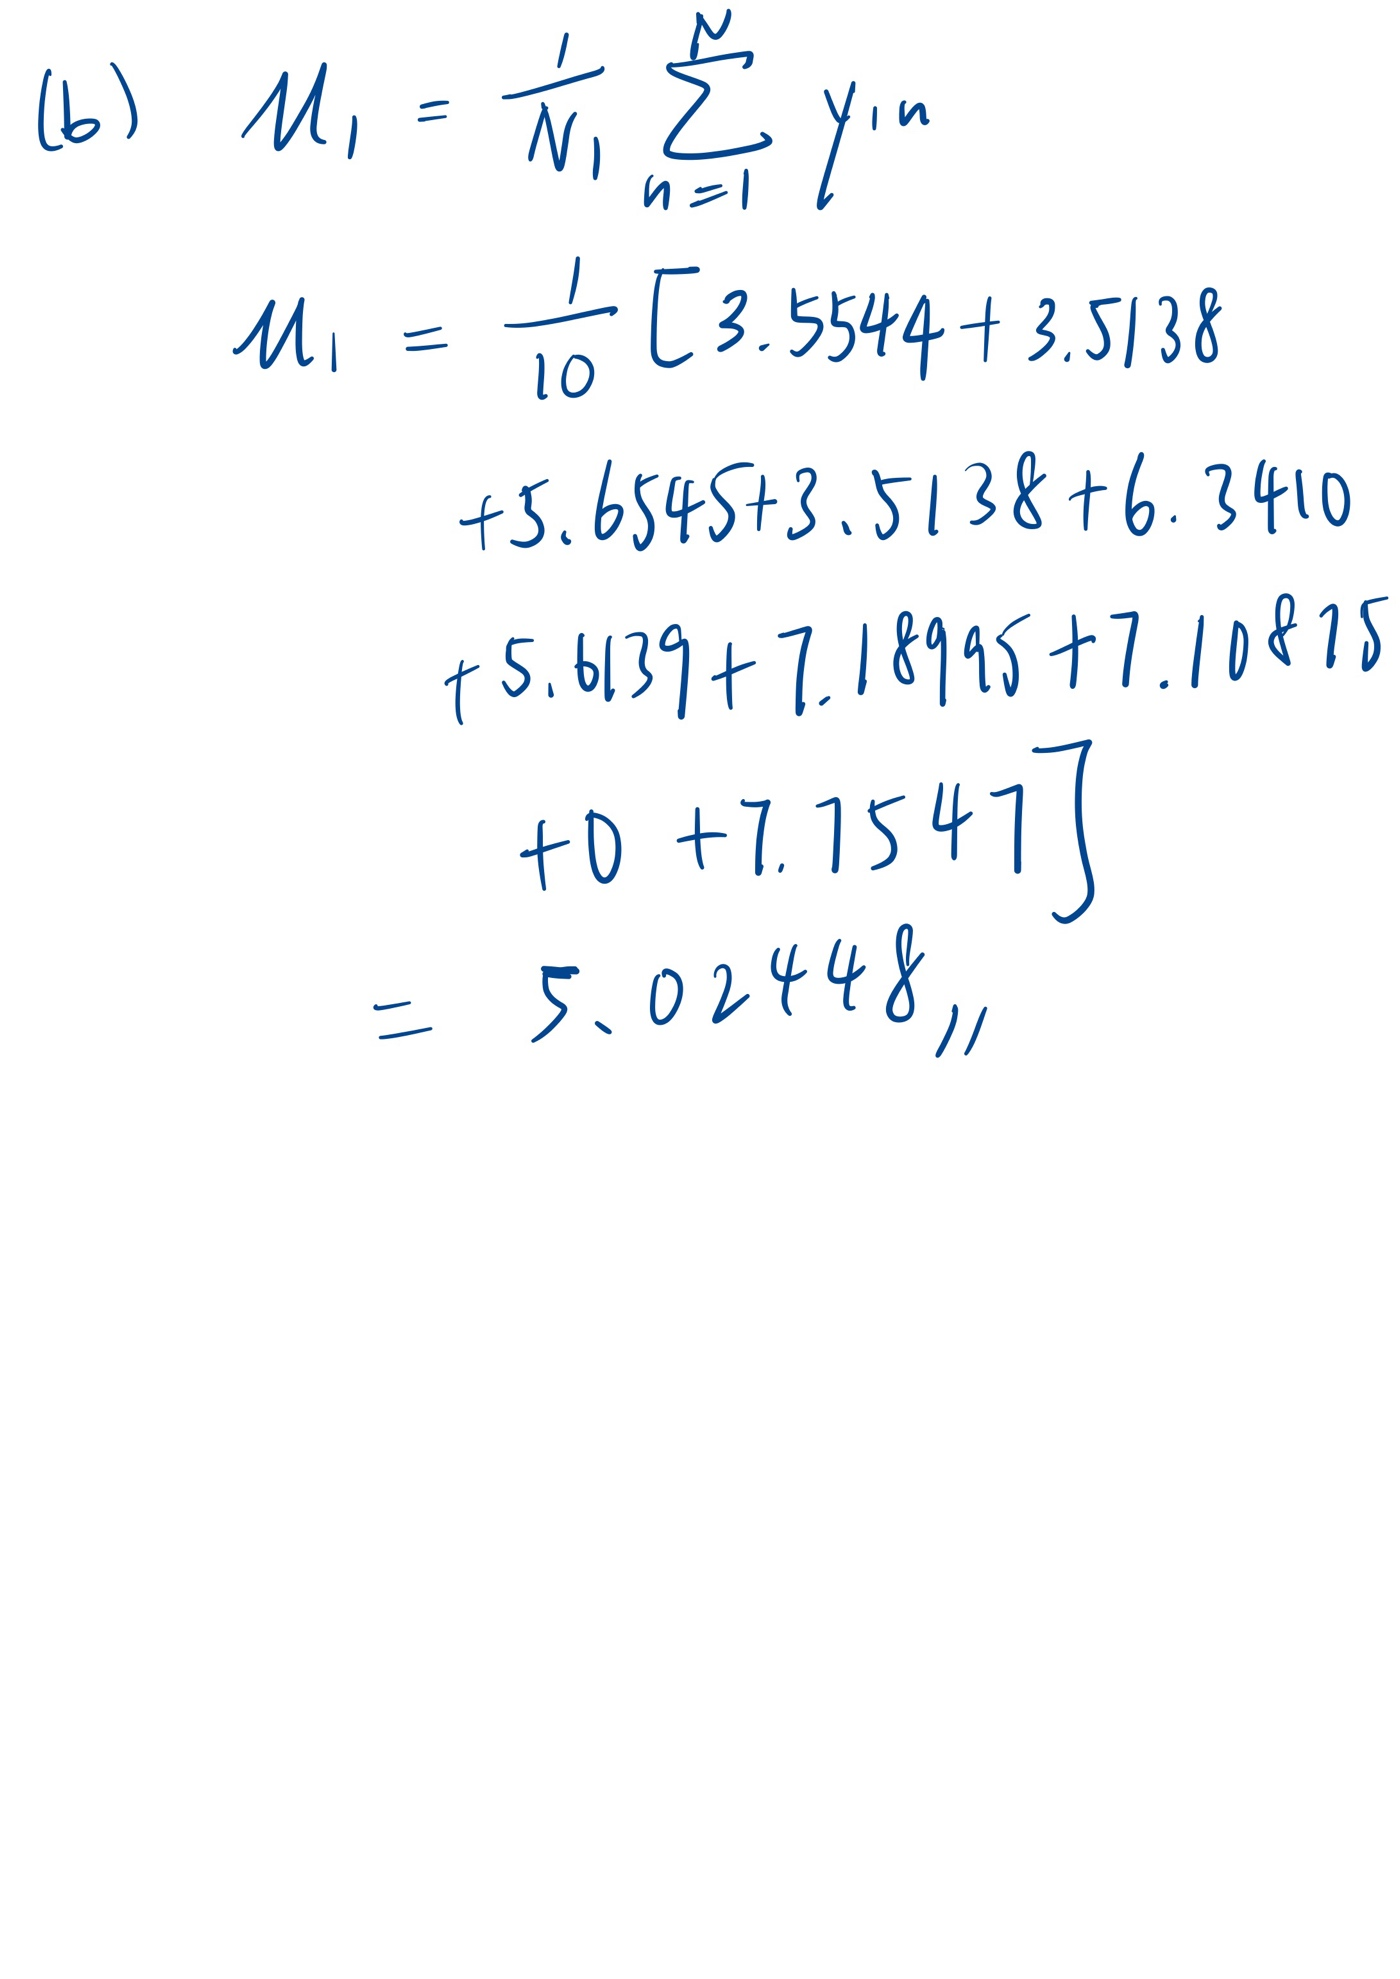 (b) μ₁ = 1/N₁ ∑_{n=1}^{N} y₁n
μ₁ = 1/10 [3.5544 + 3.5138
+5.6545+3.5138+6.3410
+5.6139+7.18995+7.10875
+0 +7.7547]
= 5.02448,,